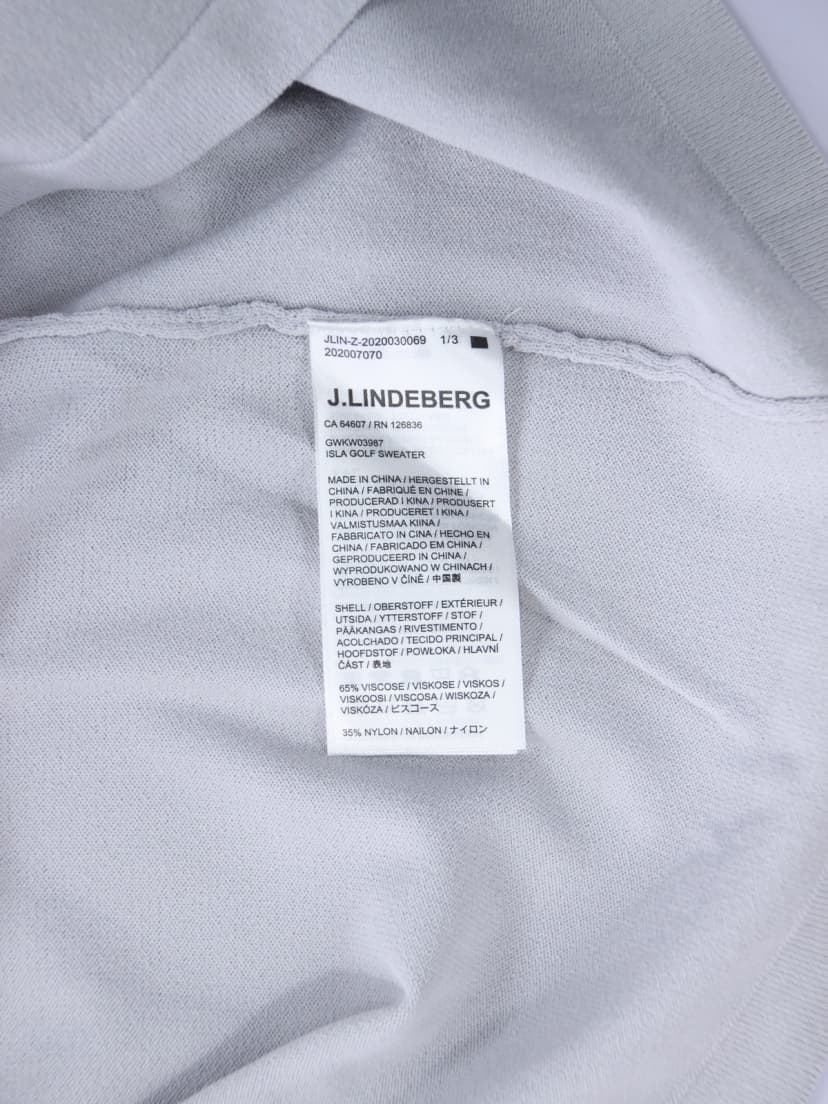 JLIN-Z-2020030069 1/3
202007070
J.LINDEBERG
CA 64607 / RN 126836
GWKW03987
ISLA GOLF SWEATER
MADE IN CHINA / HERGESTELLT IN
CHINA / FABRIQUÉ EN CHINE /
PRODUCERAD I KINA / PRODUSERT
I KINA / PRODUCERET I KINA /
VALMISTUSMAA KIINA /
FABBRICATO IN CINA / HECHO EN
CHINA / FABRICADO EM CHINA /
GEPRODUCEERD IN CHINA /
WYPRODUKOWANO W CHINACH /
VYROBENO V ČÍNĚ / 中国製
SHELL / OBERSTOFF / EXTÉRIEUR /
UTSIDA / YTTERSTOFF / STOF /
PÄÄKANGAS / RIVESTIMENTO /
ACOLCHADO / TECIDO PRINCIPAL /
HOOFDSTOF / POWŁOKA / HLAVNÍ
ČÁST / 表地
65% VISCOSE / VISKOSE / VISKOS /
VISKOOSI / VISCOSA / WISKOZA /
VISKÓZA / ビスコース
35% NYLON / NAILON / ナイロン